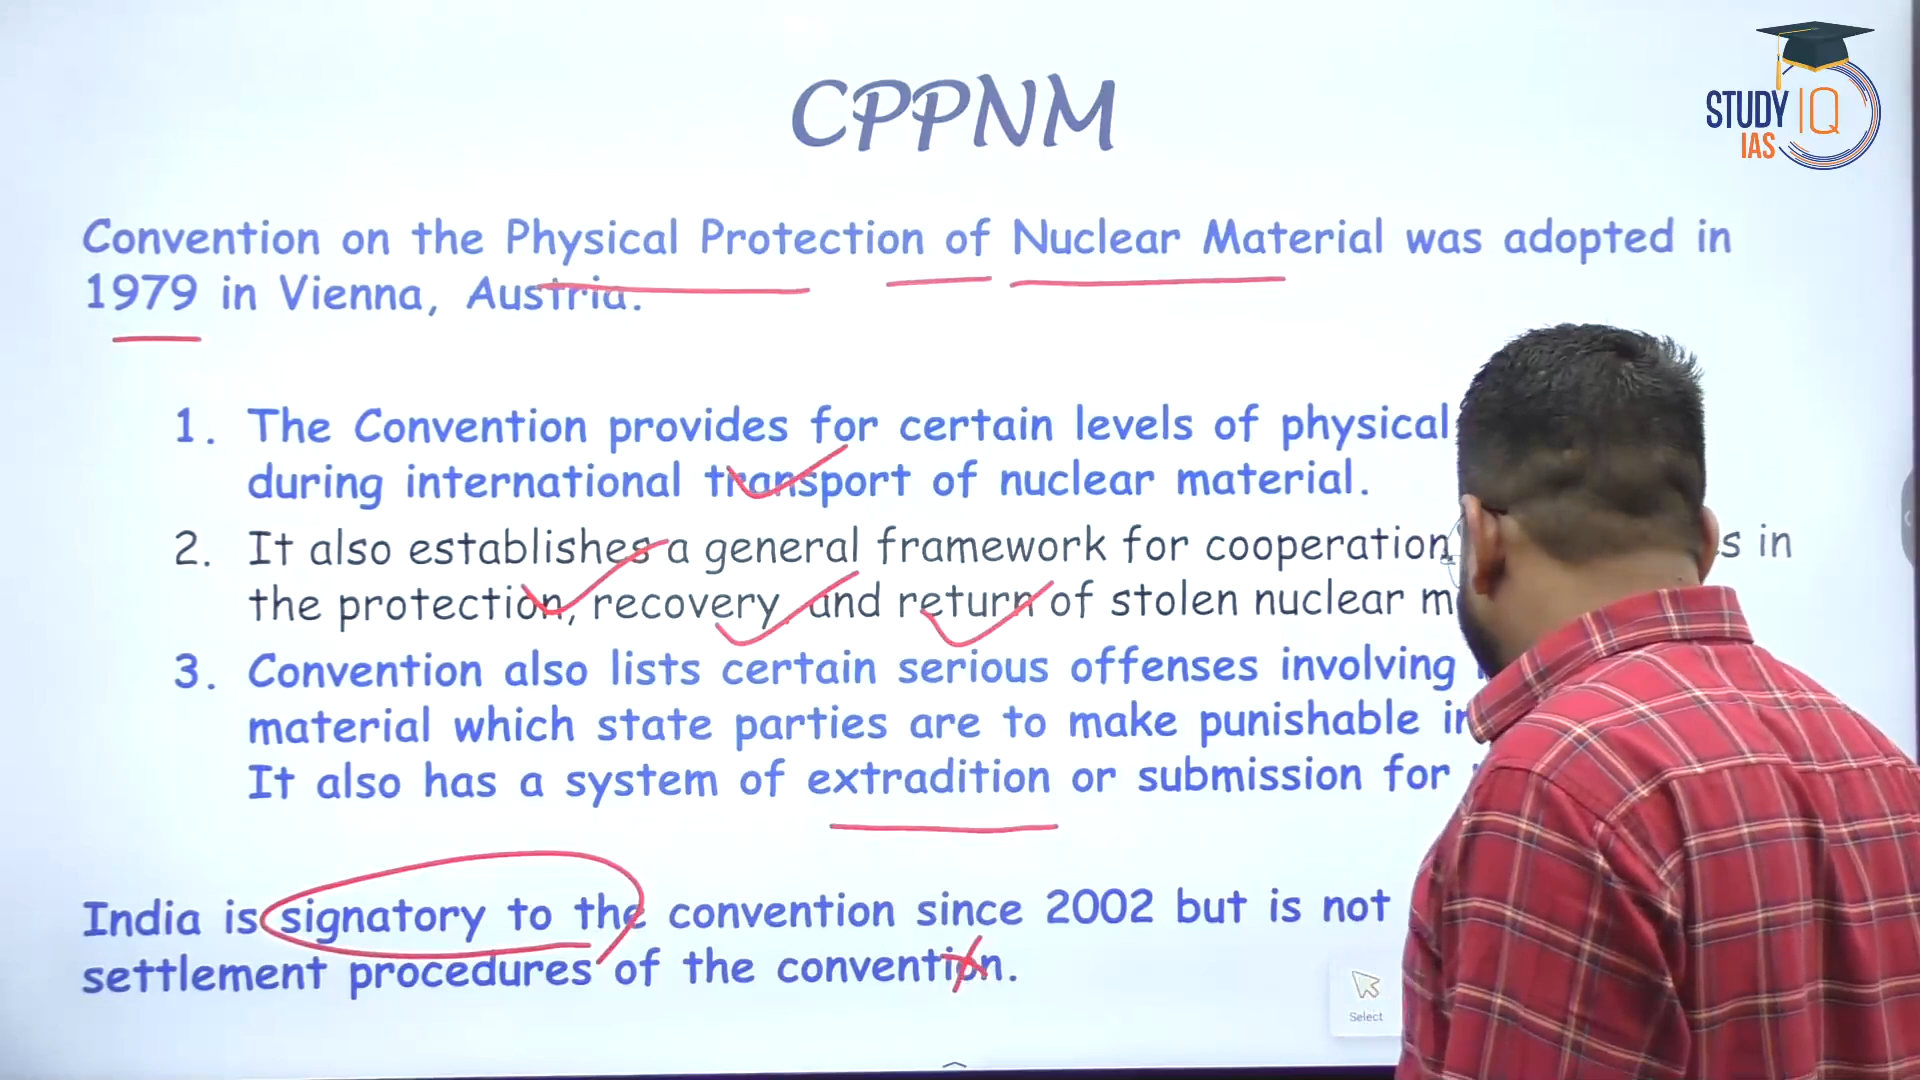 CPPNM
STUDY IQ
IAS
Convention on the Physical Protection of Nuclear Material was adopted in
1979 in Vienna, Austria.
1. The Convention provides for certain levels of physical
during international transport of nuclear material.
2. It also establishes a general framework for cooperation in
the protection, recovery, and return of stolen nuclear
3. Convention also lists certain serious offenses involving
material which state parties are to make punishable
It also has a system of extradition or submission for
India is signatory to the convention since 2002 but is not
settlement procedures of the convention.
Select